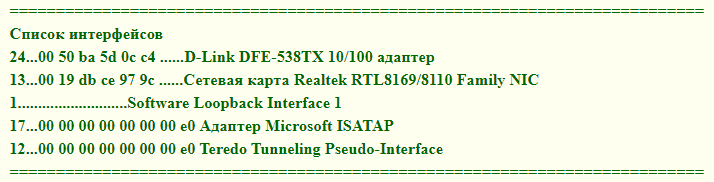 ===========================================================================
Список интерфейсов
24...00 50 ba 5d 0c c4 ......D-Link DFE-538TX 10/100 адаптер
13...00 19 db ce 97 9c ......Сетевая карта Realtek RTL8169/8110 Family NIC
1...........................Software Loopback Interface 1
17...00 00 00 00 00 00 00 e0 Адаптер Microsoft ISATAP
12...00 00 00 00 00 00 00 e0 Teredo Tunneling Pseudo-Interface
===========================================================================